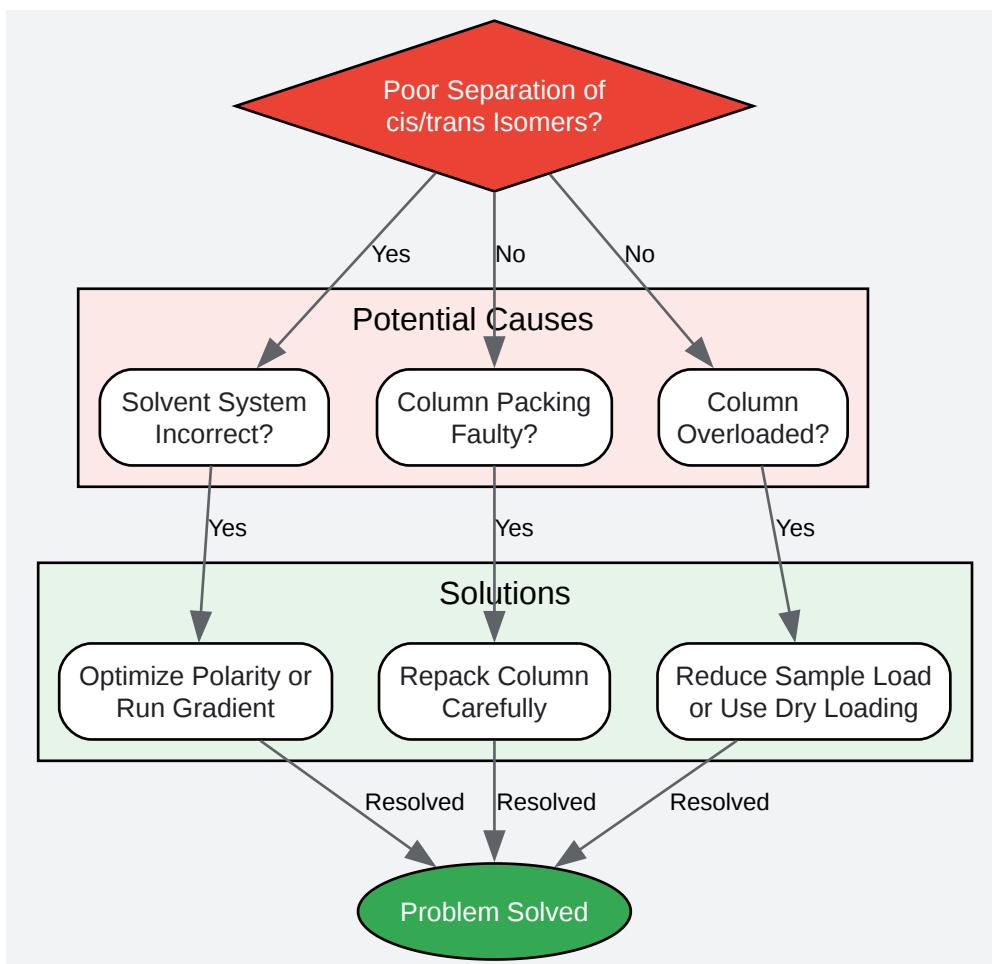 Poor Separation of
cis/trans Isomers?
Yes
No
No
Potential Causes
Solvent System
Incorrect?
Column Packing
Faulty?
Column
Overloaded?
Yes
Yes
Yes
Solutions
Optimize Polarity or
Run Gradient
Repack Column
Carefully
Reduce Sample Load
or Use Dry Loading
Resolved
Resolved
Resolved
Problem Solved